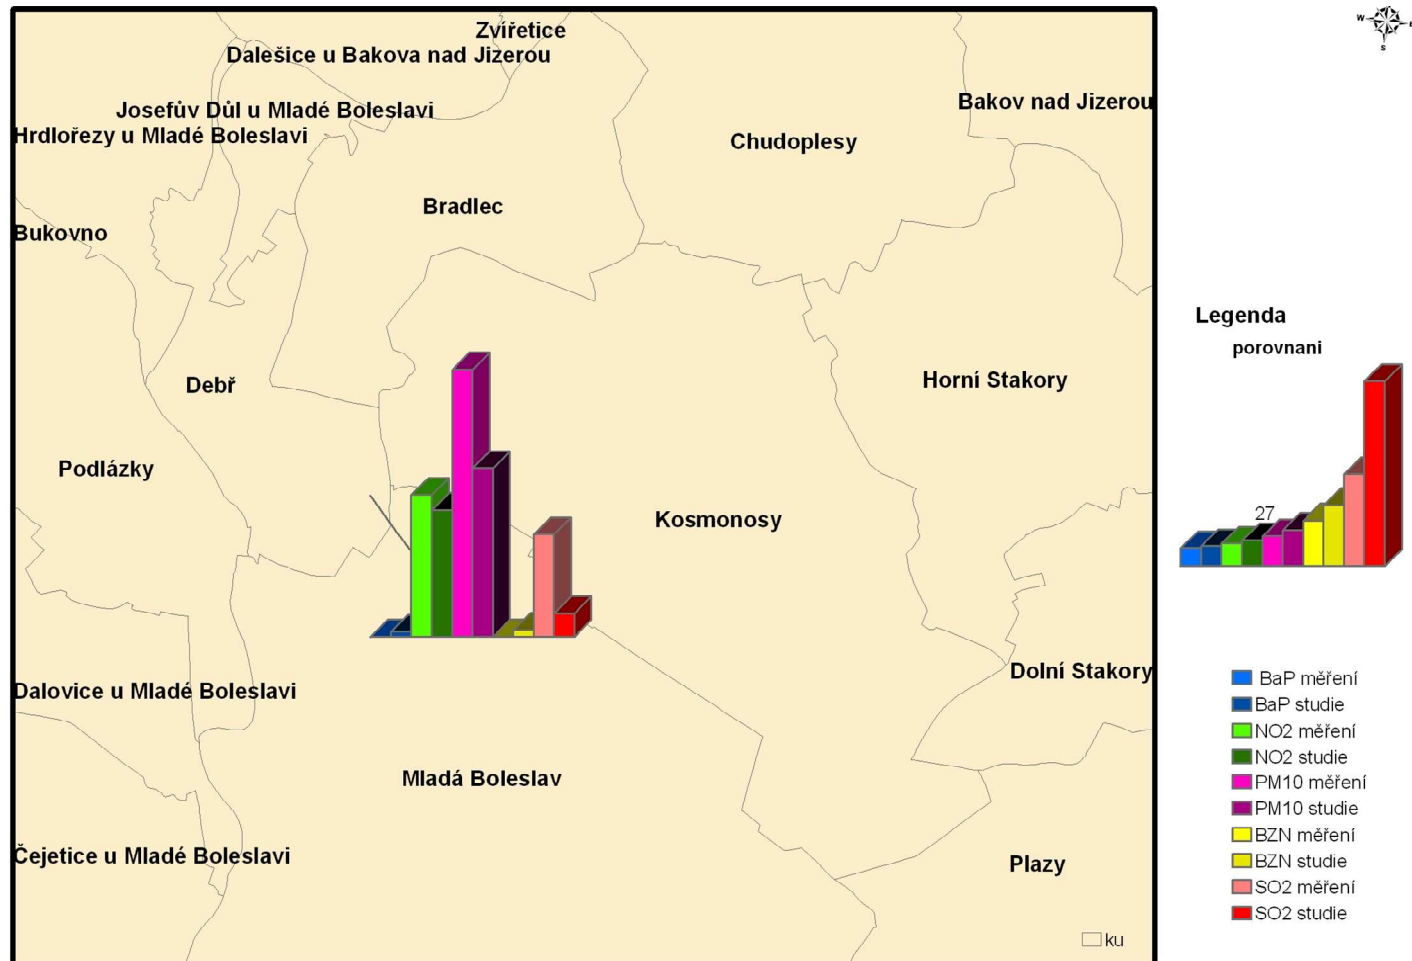 Zvířetice
Dalešice u Bakova nad Jizerou
Josefův Důl u Mladé Boleslavi
Bakov nad Jizerou
Hrdlořezy u Mladé Boleslavi
Chudoplesy
Bradlec
Bukovno
Debř
Horní Stakory
Podlázky
Kosmonosy
Dolní Stakory
Dalovice u Mladé Boleslavi
Mladá Boleslav
Čejetice u Mladé Boleslavi
Plazy
ku
W
S
Legenda
porovnani
27
BaP měření
BaP studie
NO2 měření
NO2 studie
PM10 měření
PM10 studie
BZN měření
BZN studie
SO2 měření
SO2 studie